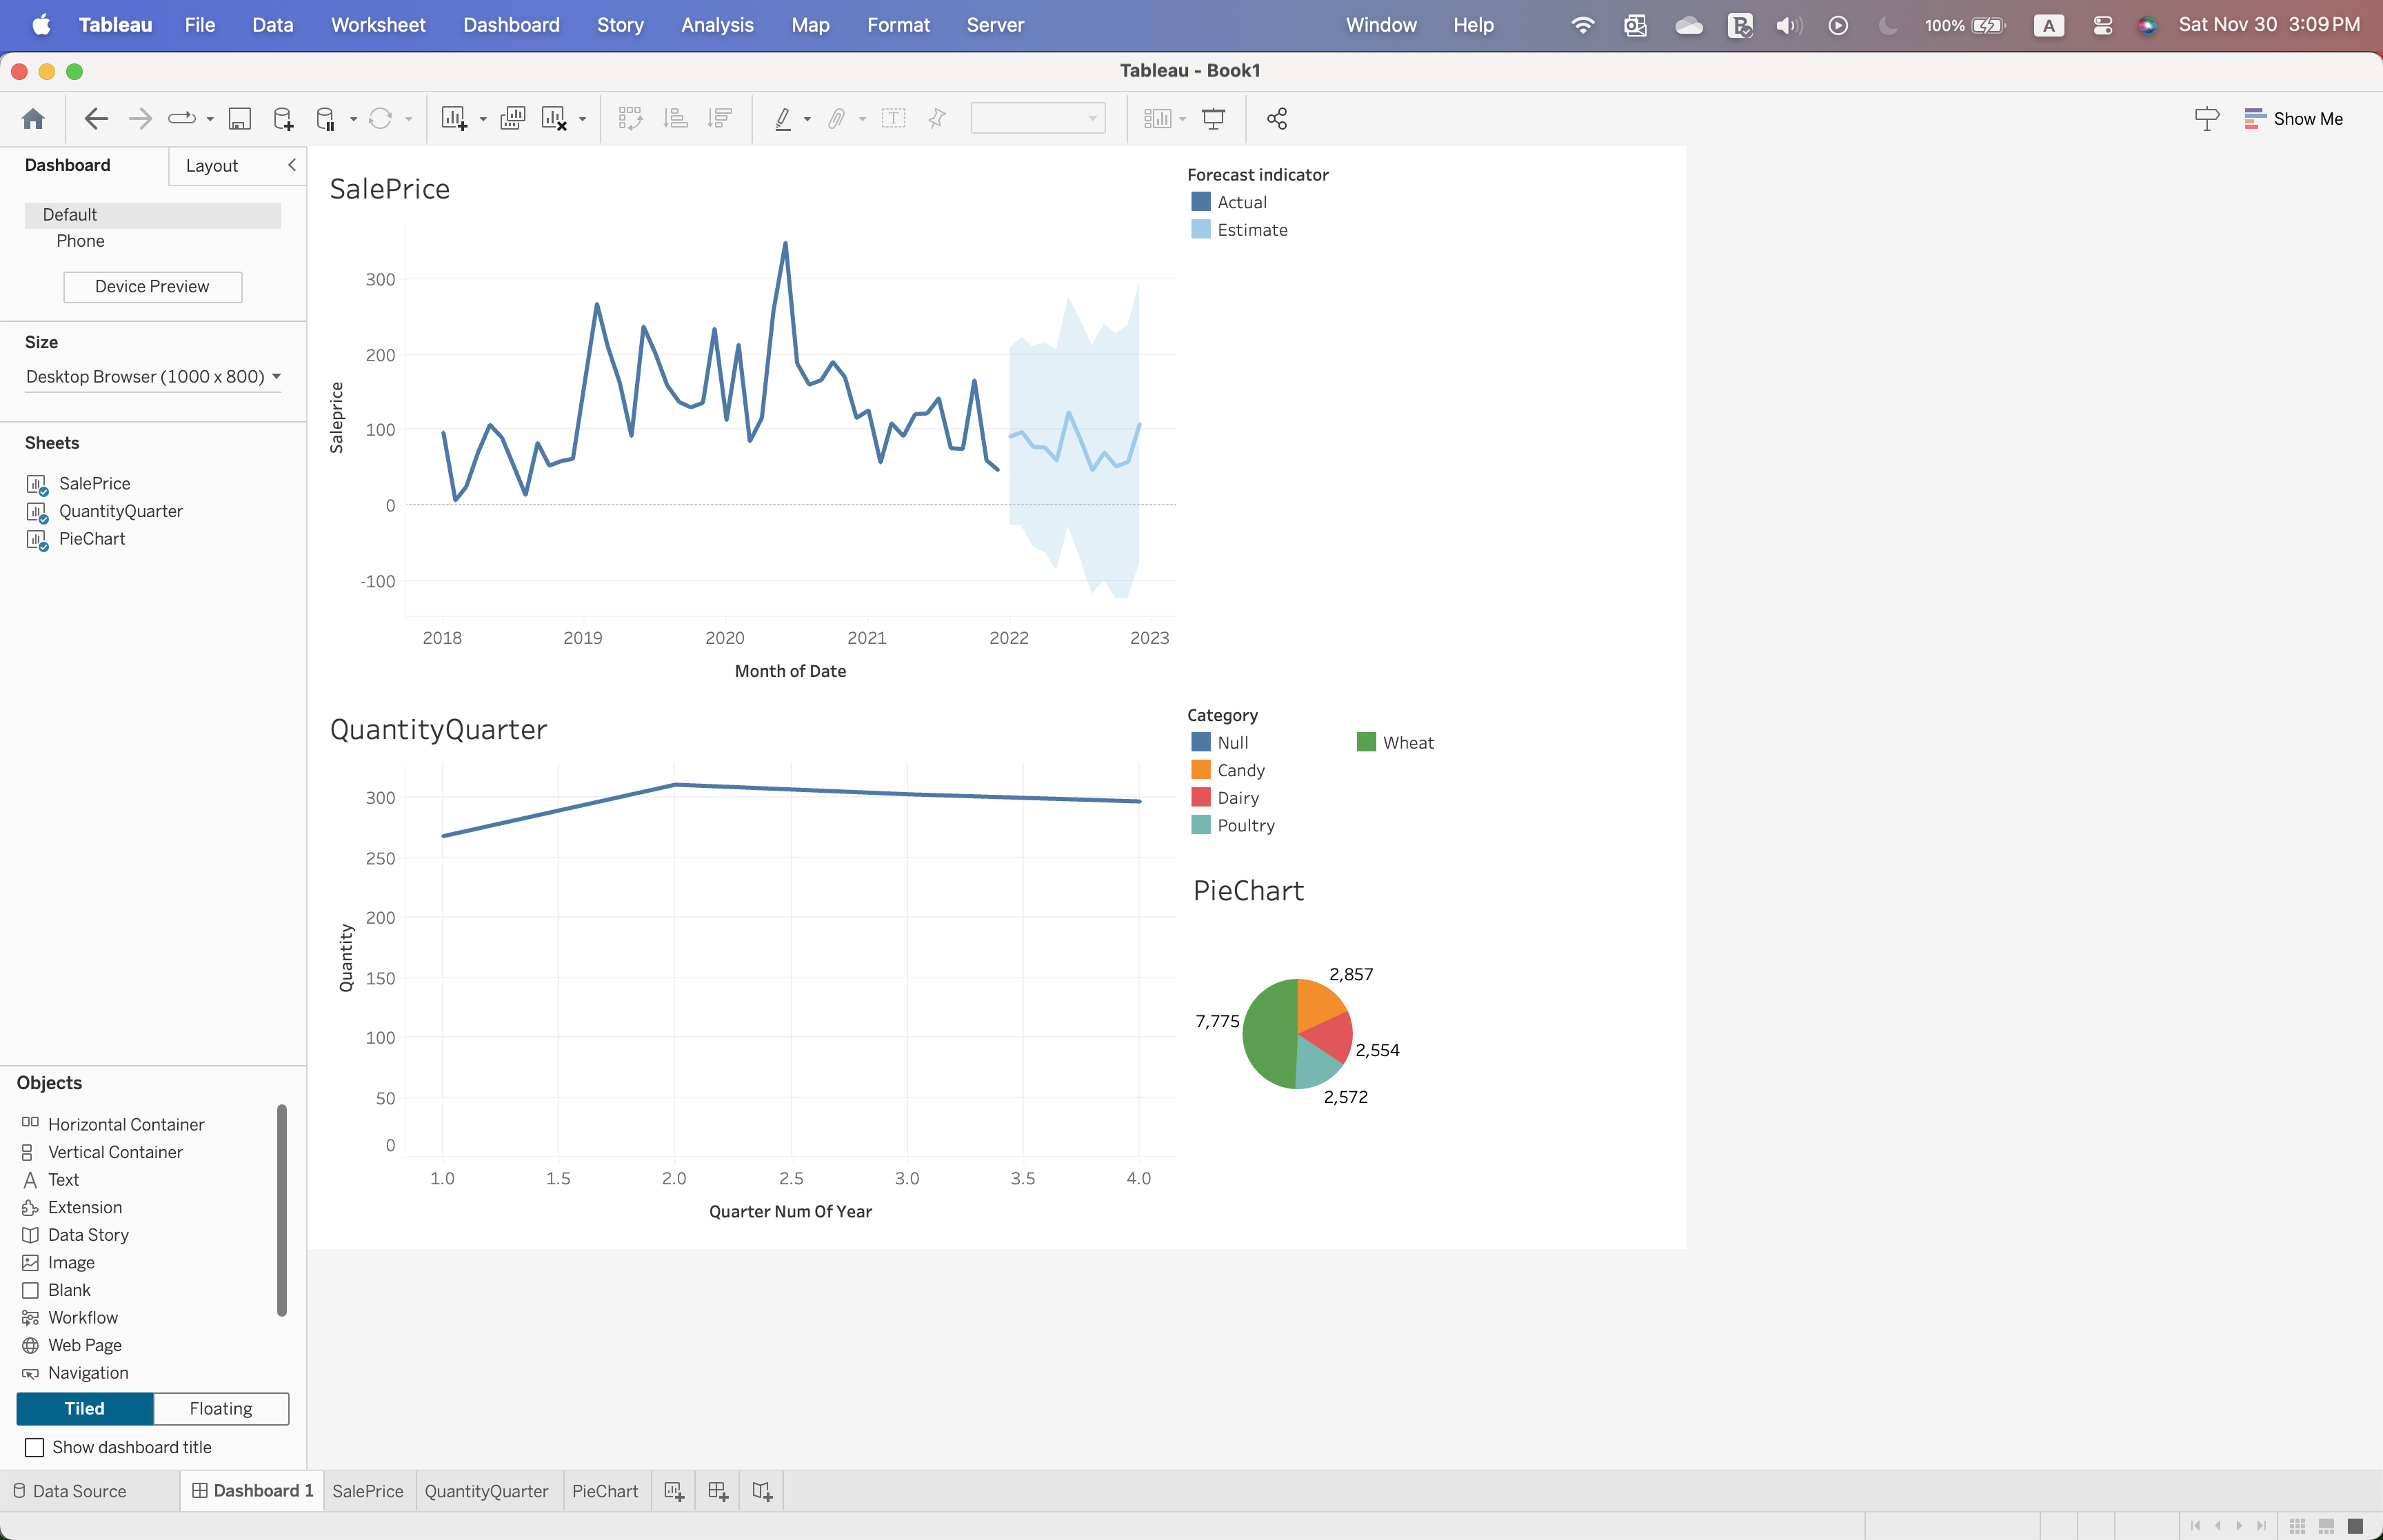 Tableau File Data Worksheet Dashboard Story Analysis Map Format Server Window Help 100% A Sat Nov 30 3:09 PM
Tableau - Book1
Show Me
Dashboard Layout
Default
Phone
Device Preview
Size
Desktop Browser (1000 x 800)
Sheets
SalePrice
QuantityQuarter
PieChart
Objects
Horizontal Container
Vertical Container
Text
Extension
Data Story
Image
Blank
Workflow
Web Page
Navigation
Tiled Floating
Show dashboard title
SalePrice
Saleprice
300
200
100
0
-100
2018 2019 2020 2021 2022 2023
Month of Date
Forecast indicator
Actual
Estimate
QuantityQuarter
Quantity
300
250
200
150
100
50
0
1.0 1.5 2.0 2.5 3.0 3.5 4.0
Quarter Num Of Year
Category
Null Wheat
Candy
Dairy
Poultry
PieChart
2,857
7,775
2,554
2,572
Data Source Dashboard 1 SalePrice QuantityQuarter PieChart